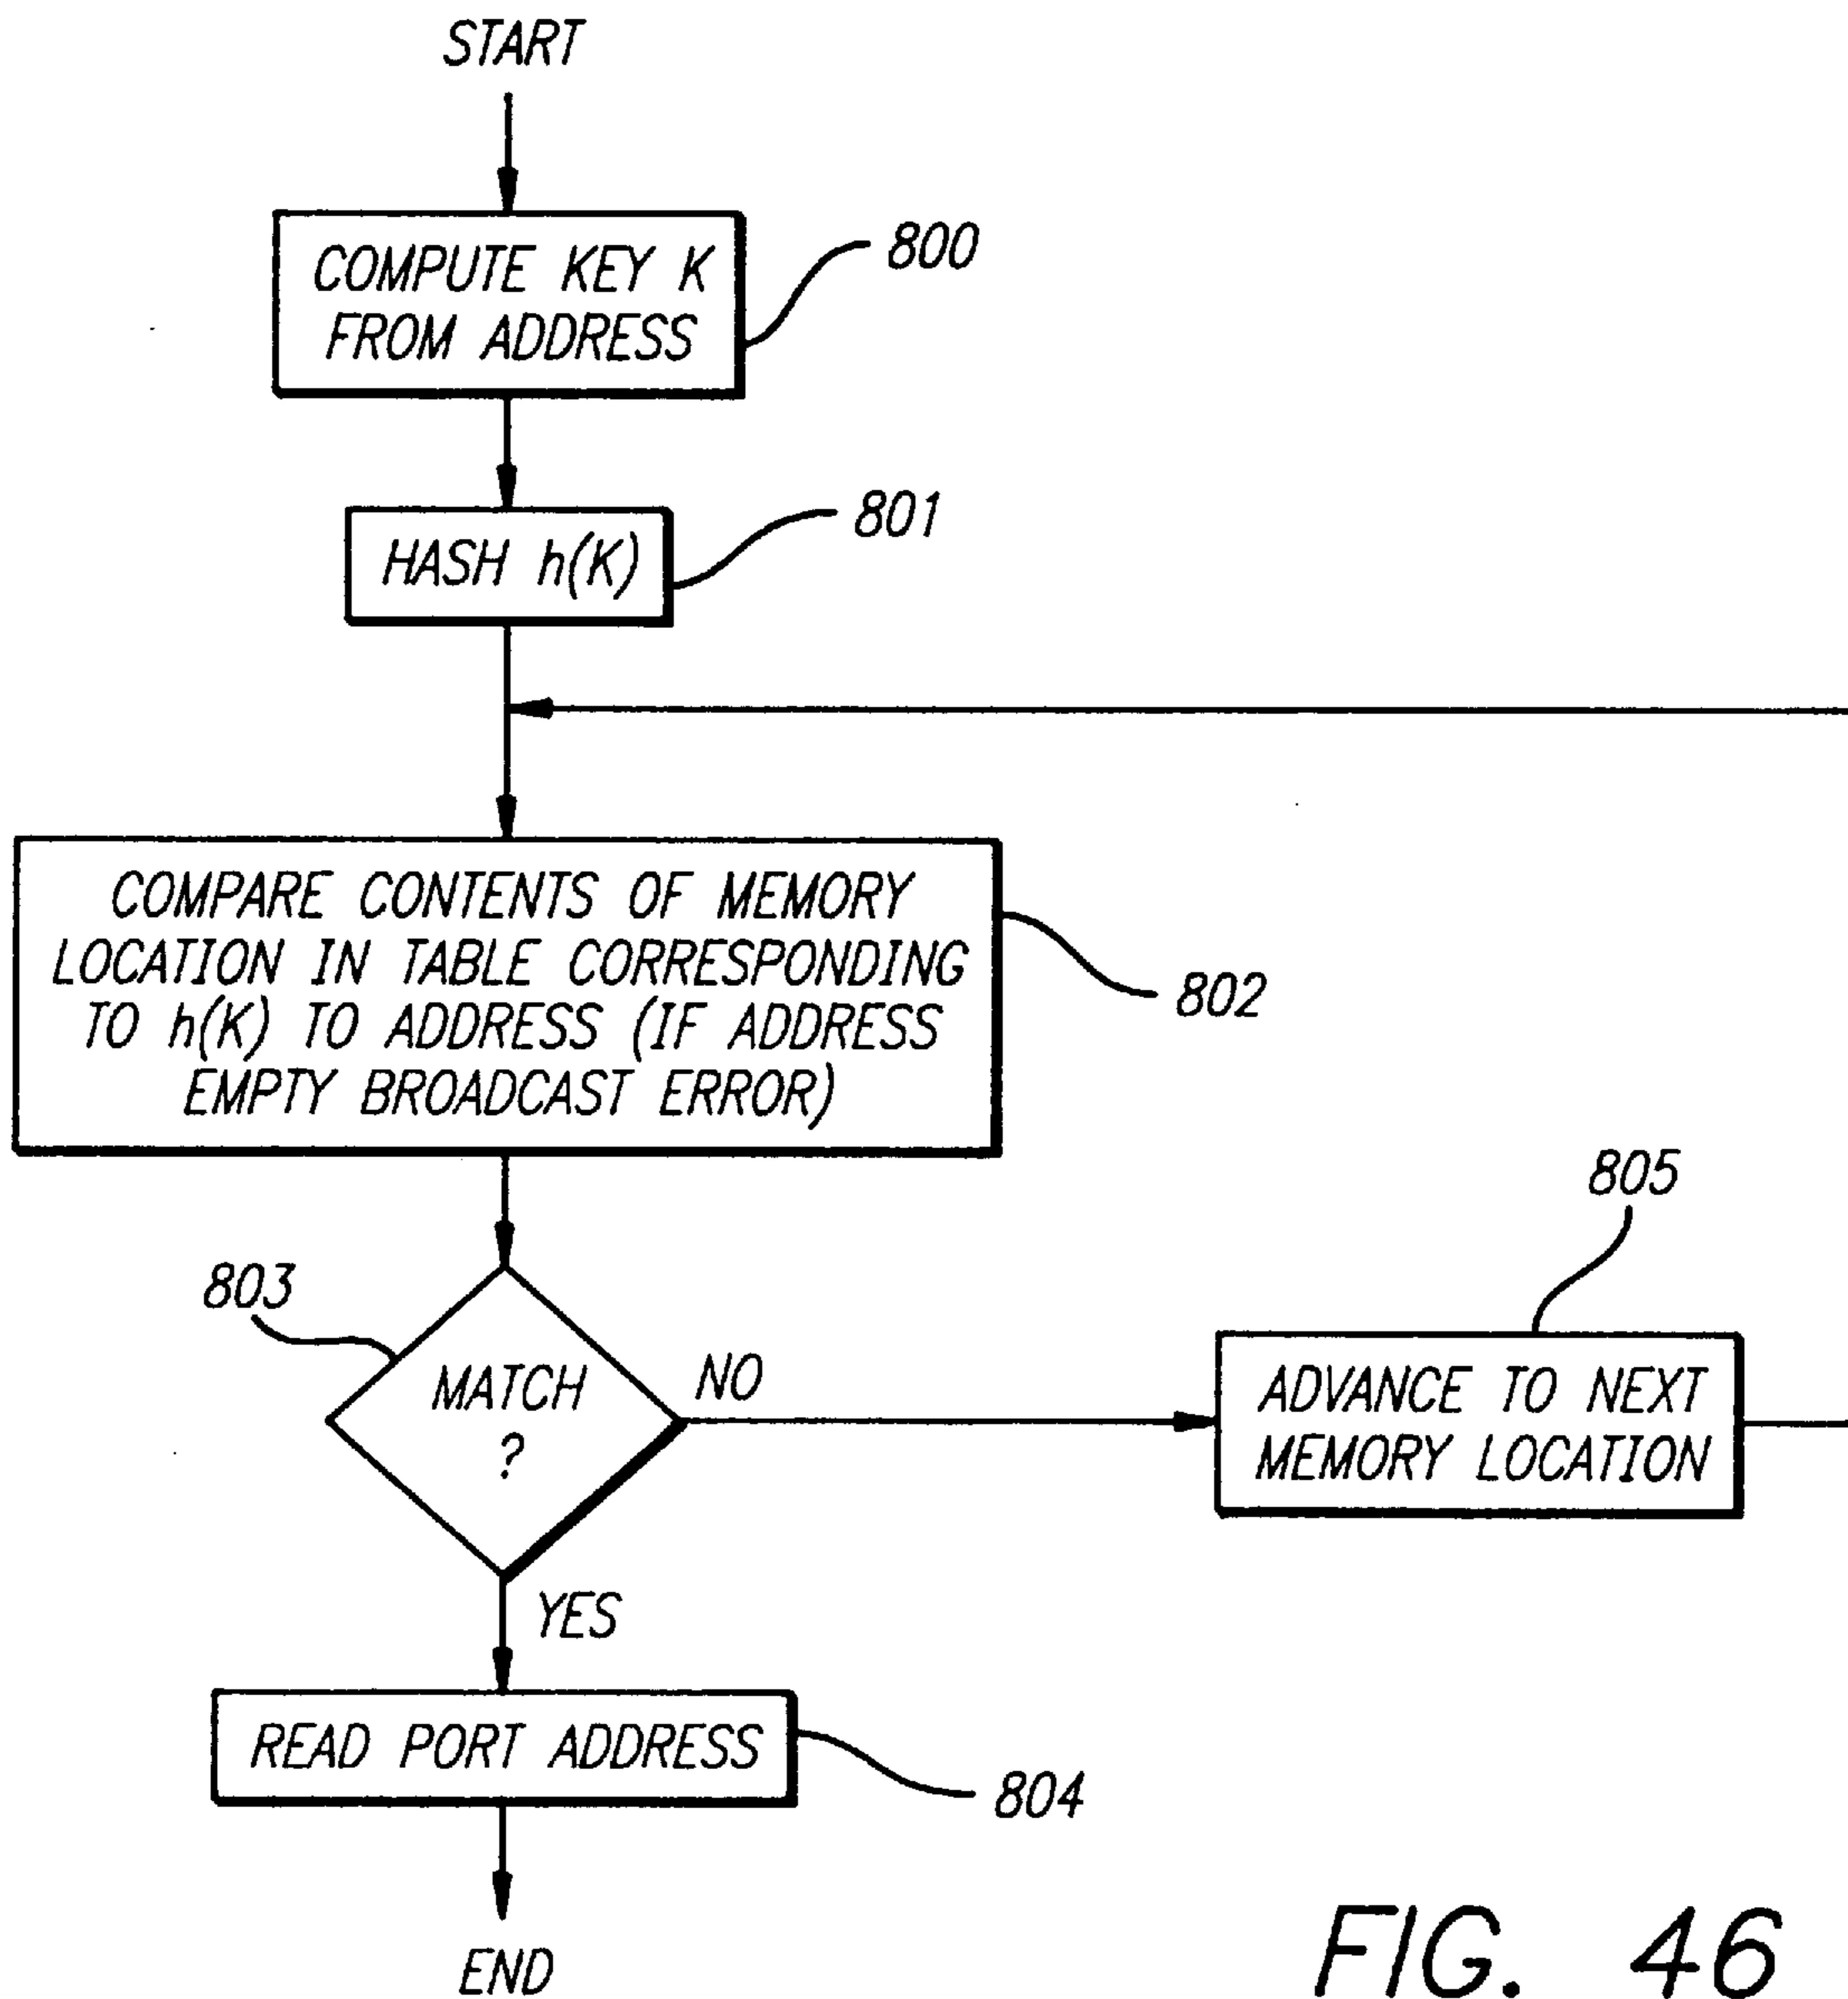 START
COMPUTE KEY K
FROM ADDRESS
800
HASH h(K)
801
COMPARE CONTENTS OF MEMORY
LOCATION IN TABLE CORRESPONDING
TO h(K) TO ADDRESS (IF ADDRESS
EMPTY BROADCAST ERROR)
802
803
MATCH
?
NO
805
ADVANCE TO NEXT
MEMORY LOCATION
YES
READ PORT ADDRESS
804
END
FIG. 46